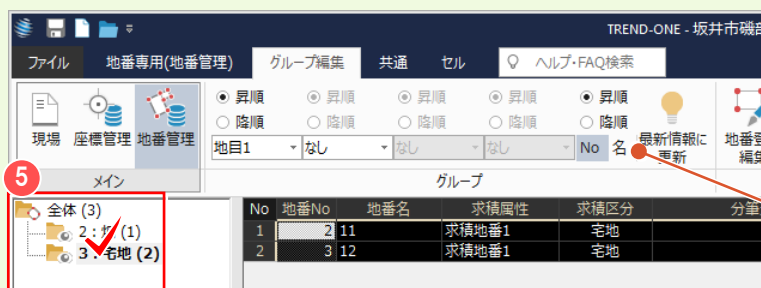 TREND-ONE - 坂井市磯部
ファイル 地番専用(地番管理) グループ編集 共通 セル ヘルプ・FAQ検索
昇順 昇順 昇順 昇順 昇順
降順 降順 降順 降順 降順
現場 座標管理 地番管理 地目1 なし なし なし No 名 最新情報に更新 地番登
編集
メイン グループ
5
全体 (3)
2 : 畑 (1)
3 : 宅地 (2)
No 地番No 地番名 求積属性 求積区分 分筆
1 2 11 求積地番1 宅地
2 3 12 求積地番1 宅地